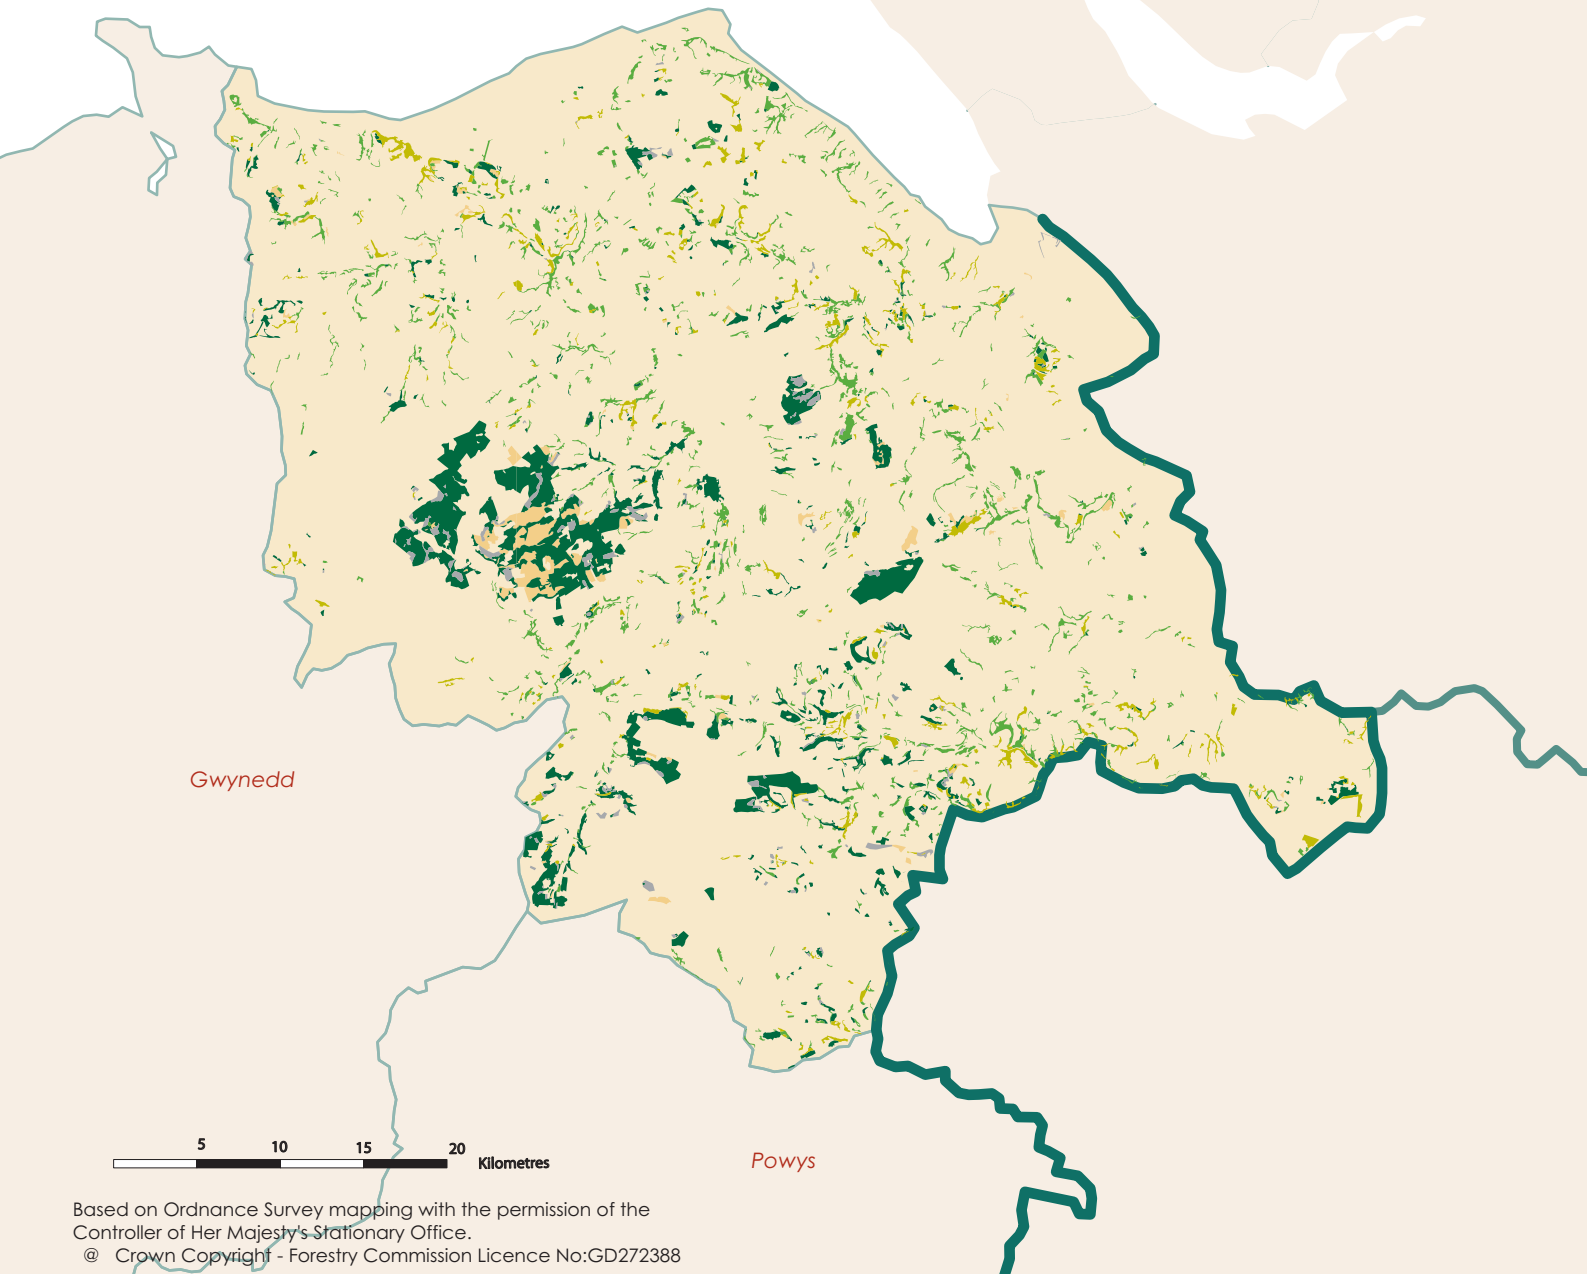 Gwynedd
5 10 15 20
Kilometres
Powys
Based on Ordnance Survey mapping with the permission of the
Controller of Her Majesty's Stationary Office.
@ Crown Copyright - Forestry Commission Licence No:GD272388